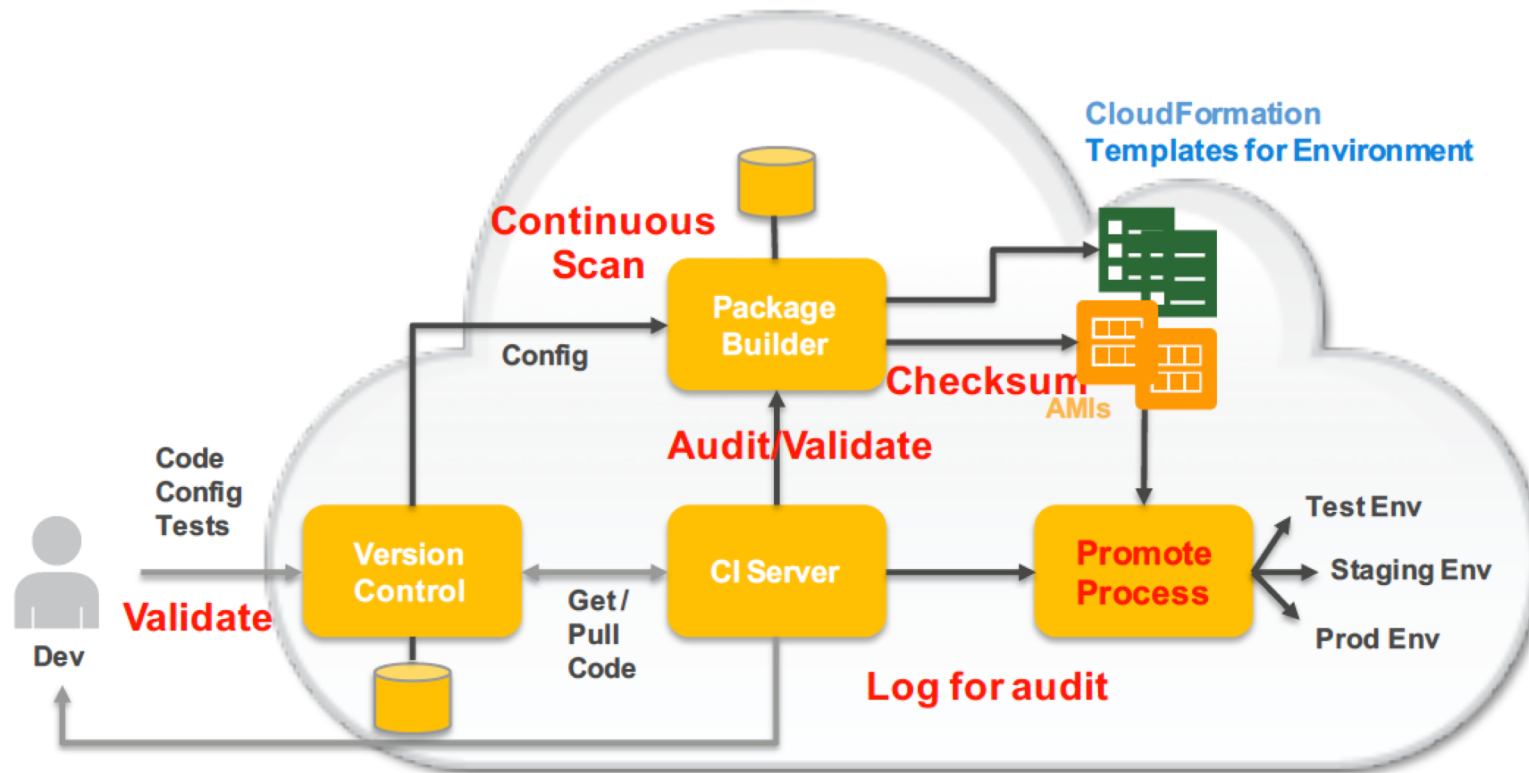 CloudFormation
Templates for Environment
Continuous
Scan
Package
Builder
Config
Checksum
AMIs
Audit/Validate
Code
Config
Tests
Version
Control
CI Server
Promote
Process
Test Env
Staging Env
Prod Env
Validate
Get /
Pull
Code
Dev
Log for audit